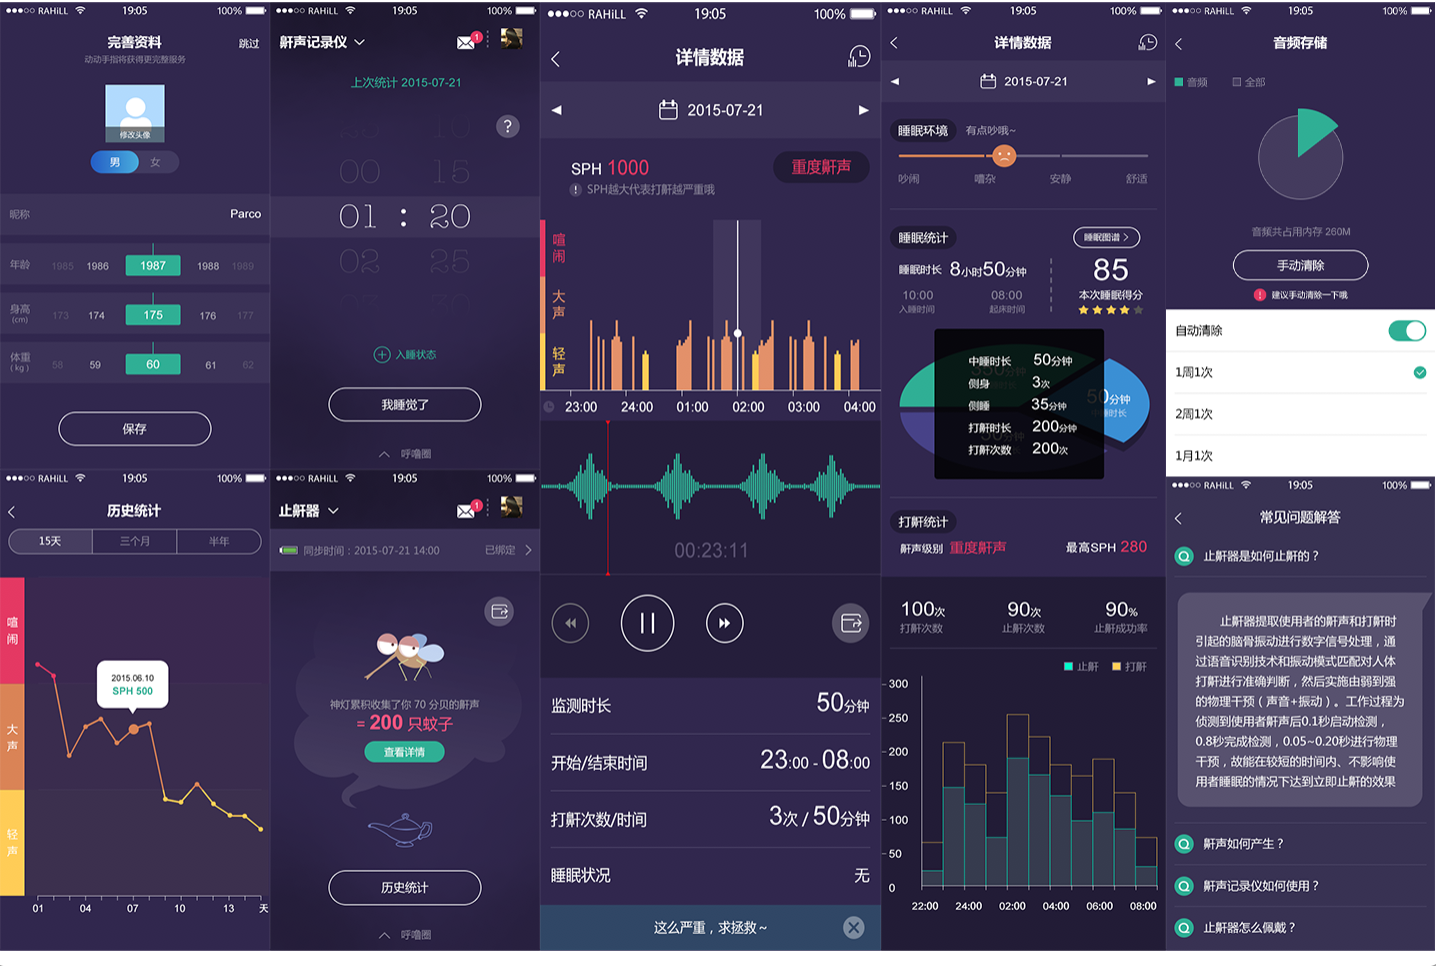 ●●●○○ RAHiLL 19:05 100%
完善资料
跳过
动动手指将获得更完整服务
修改头像
男 女
昵称 Parco
年龄 1985 1986 1987 1988 1989
身高 (cm) 173 174 175 176 177
体重 (kg) 58 59 60 61 62
保存
●●●○○ RAHiLL 19:05 100%
鼾声记录仪 1
上次统计 2015-07-21
?
00 15
01 : 20
02 25
入睡状态
我睡觉了
呼噜圈
●●●○○ RAHiLL 19:05 100%
详情数据
2015-07-21
SPH 1000
重度鼾声
SPH越大代表打鼾越严重哦
喧闹
大声
轻声
23:00 24:00 01:00 02:00 03:00 04:00
00:23:11
监测时长 50分钟
开始/结束时间 23:00 - 08:00
打鼾次数/时间 3次 / 50分钟
睡眠状况 无
这么严重，求拯救~
●●●○○ RAHiLL 19:05 100%
详情数据
2015-07-21
睡眠环境 有点吵哦~
吵闹 嘈杂 安静 舒适
睡眠统计 睡眠图谱 >
睡眠时长 8小时50分钟
10:00 08:00
入睡时间 起床时间
85
本次睡眠得分
中睡时长 50分钟
侧身 3次
侧睡 35分钟
打鼾时长 200分钟
打鼾次数 200次
50分钟
中睡时长
打鼾统计
鼾声级别 重度鼾声 最高SPH 280
100次 90次 90%
打鼾次数 止鼾次数 止鼾成功率
止鼾 打鼾
300
250
200
150
100
50
0
22:00 24:00 02:00 04:00 06:00 08:00
●●●○○ RAHiLL 19:05 100%
音频存储
音频 全部
音频共占用内存 260M
手动清除
建议手动清除一下哦
自动清除
1周1次
2周1次
1月1次
●●●○○ RAHiLL 19:05 100%
历史统计
15天 三个月 半年
喧闹
大声
轻声
2015.06.10
SPH 500
01 04 07 10 13 天
●●●○○ RAHiLL 19:05 100%
止鼾器 1
同步时间：2015-07-21 14:00 已绑定
神灯累积收集了你 70 分贝的鼾声
= 200 只蚊子
查看详情
历史统计
呼噜圈
●●●○○ RAHiLL 19:05 100%
常见问题解答
Q 止鼾器是如何止鼾的？
止鼾器提取使用者的鼾声和打鼾时
引起的脑骨振动进行数字信号处理，通
过语音识别技术和振动模式匹配对人体
打鼾进行准确判断，然后实施由弱到强
的物理干预（声音+振动）。工作过程为
侦测到使用者鼾声后0.1秒启动检测，
0.8秒完成检测，0.05~0.20秒进行物理
干预，故能在较短的时间内、不影响使
用者睡眠的情况下达到立即止鼾的效果
Q 鼾声如何产生？
Q 鼾声记录仪如何使用？
Q 止鼾器怎么佩戴？